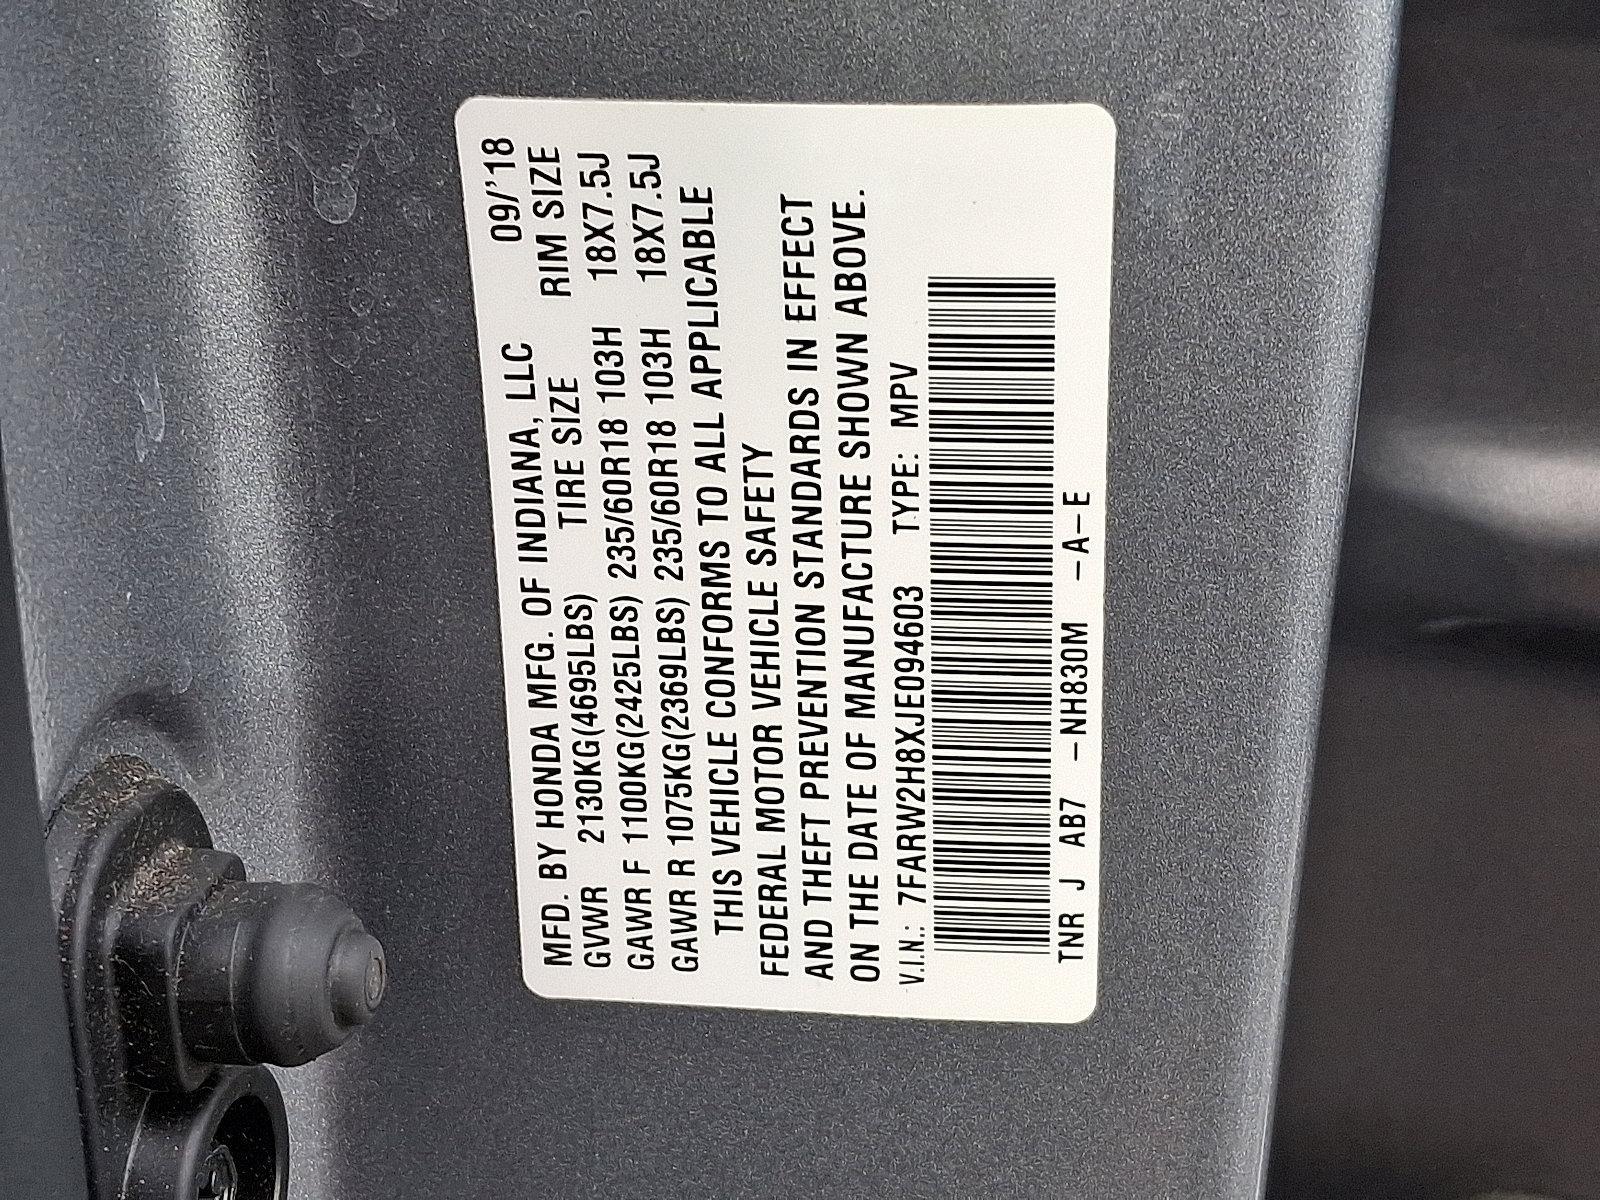 MFD. BY HONDA MFG. OF INDIANA, LLC 09/'18
GVWR 2130KG(4695LBS) TIRE SIZE RIM SIZE
GAWR F 1100KG(2425LBS) 235/60R18 103H 18X7.5J
GAWR R 1075KG(2369LBS) 235/60R18 103H 18X7.5J
THIS VEHICLE CONFORMS TO ALL APPLICABLE
FEDERAL MOTOR VEHICLE SAFETY
AND THEFT PREVENTION STANDARDS IN EFFECT
ON THE DATE OF MANUFACTURE SHOWN ABOVE.
V.I.N.: 7FARW2H8XJE094603 TYPE: MPV
TNR J AB7 -NH830M -A-E